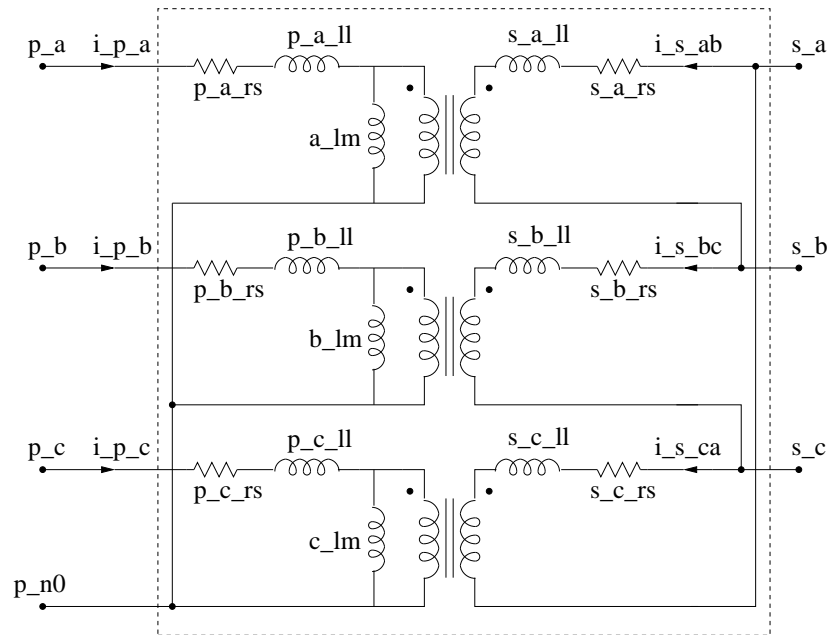 p_a i_p_a p_a_ll s_a_ll i_s_ab s_a
p_a_rs s_a_rs
a_lm
p_b i_p_b p_b_ll s_b_ll i_s_bc s_b
p_b_rs s_b_rs
b_lm
p_c i_p_c p_c_ll s_c_ll i_s_ca s_c
p_c_rs s_c_rs
c_lm
p_n0